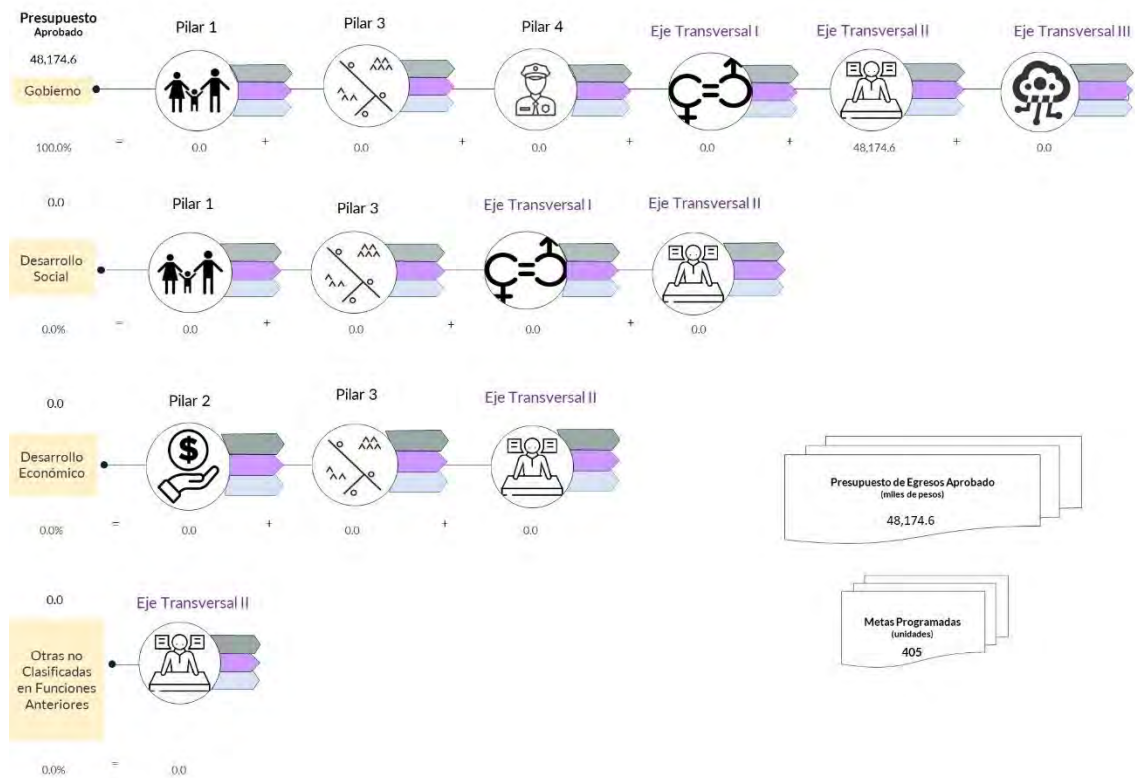 Presupuesto
Aprobado
48,174.6
Gobierno
Pilar 1
Pilar 3
Pilar 4
Eje Transversal I
Eje Transversal II
Eje Transversal III
100.0%
=
0.0
+
0.0
+
0.0
+
0.0
+
48,174.6
+
0.0
0.0
Desarrollo
Social
Pilar 1
Pilar 3
Eje Transversal I
Eje Transversal II
0.0%
=
0.0
+
0.0
+
0.0
+
0.0
0.0
Desarrollo
Económico
Pilar 2
Pilar 3
Eje Transversal II
0.0%
=
0.0
+
0.0
+
0.0
Presupuesto de Egresos Aprobado
(miles de pesos)
48,174.6
Metas Programadas
(unidades)
405
0.0
Otras no
Clasificadas
en Funciones
Anteriores
Eje Transversal II
0.0%
=
0.0